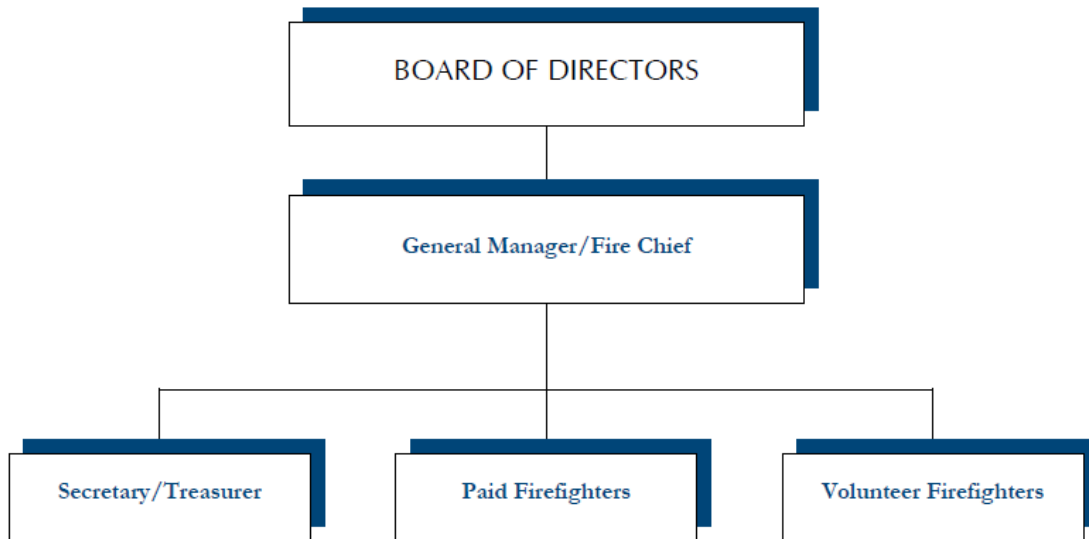 BOARD OF DIRECTORS
General Manager/Fire Chief
Secretary/Treasurer
Paid Firefighters
Volunteer Firefighters